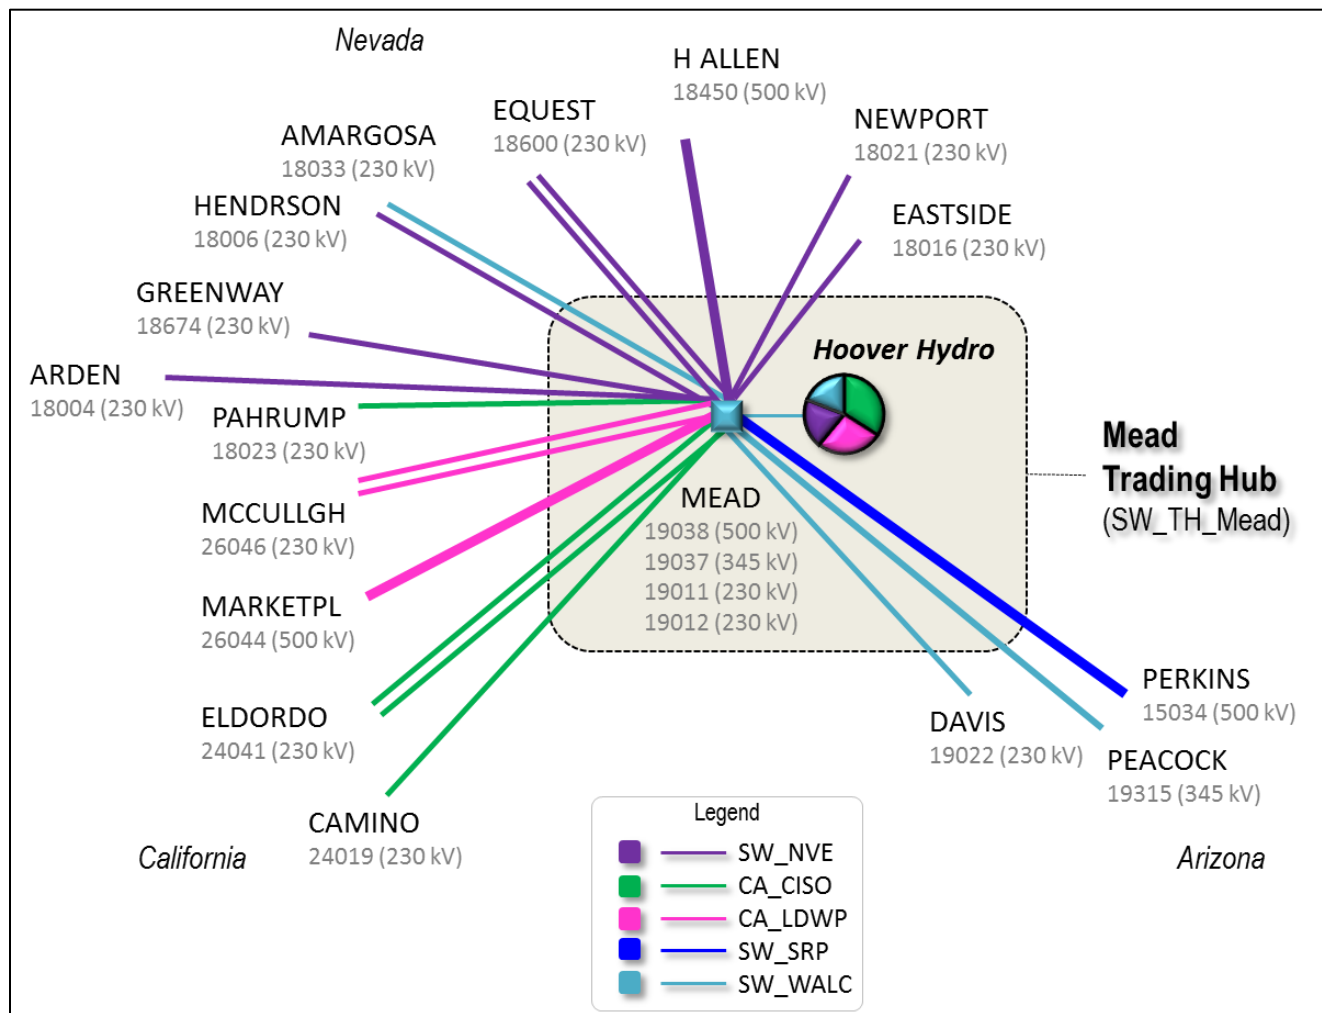 Nevada
H ALLEN
18450 (500 kV)
EQUEST
18600 (230 kV)
NEWPORT
18021 (230 kV)
AMARGOSA
18033 (230 kV)
HENDRSON
18006 (230 kV)
EASTSIDE
18016 (230 kV)
GREENWAY
18674 (230 kV)
ARDEN
18004 (230 kV)
PAHRUMP
18023 (230 kV)
Hoover Hydro
MCCULLGH
26046 (230 kV)
MEAD
19038 (500 kV)
19037 (345 kV)
19011 (230 kV)
19012 (230 kV)
Mead
Trading Hub
(SW_TH_Mead)
MARKETPL
26044 (500 kV)
ELDORDO
24041 (230 kV)
CAMINO
24019 (230 kV)
DAVIS
19022 (230 kV)
PERKINS
15034 (500 kV)
PEACOCK
19315 (345 kV)
California
Arizona
Legend
SW_NVE
CA_CISO
CA_LDWP
SW_SRP
SW_WALC